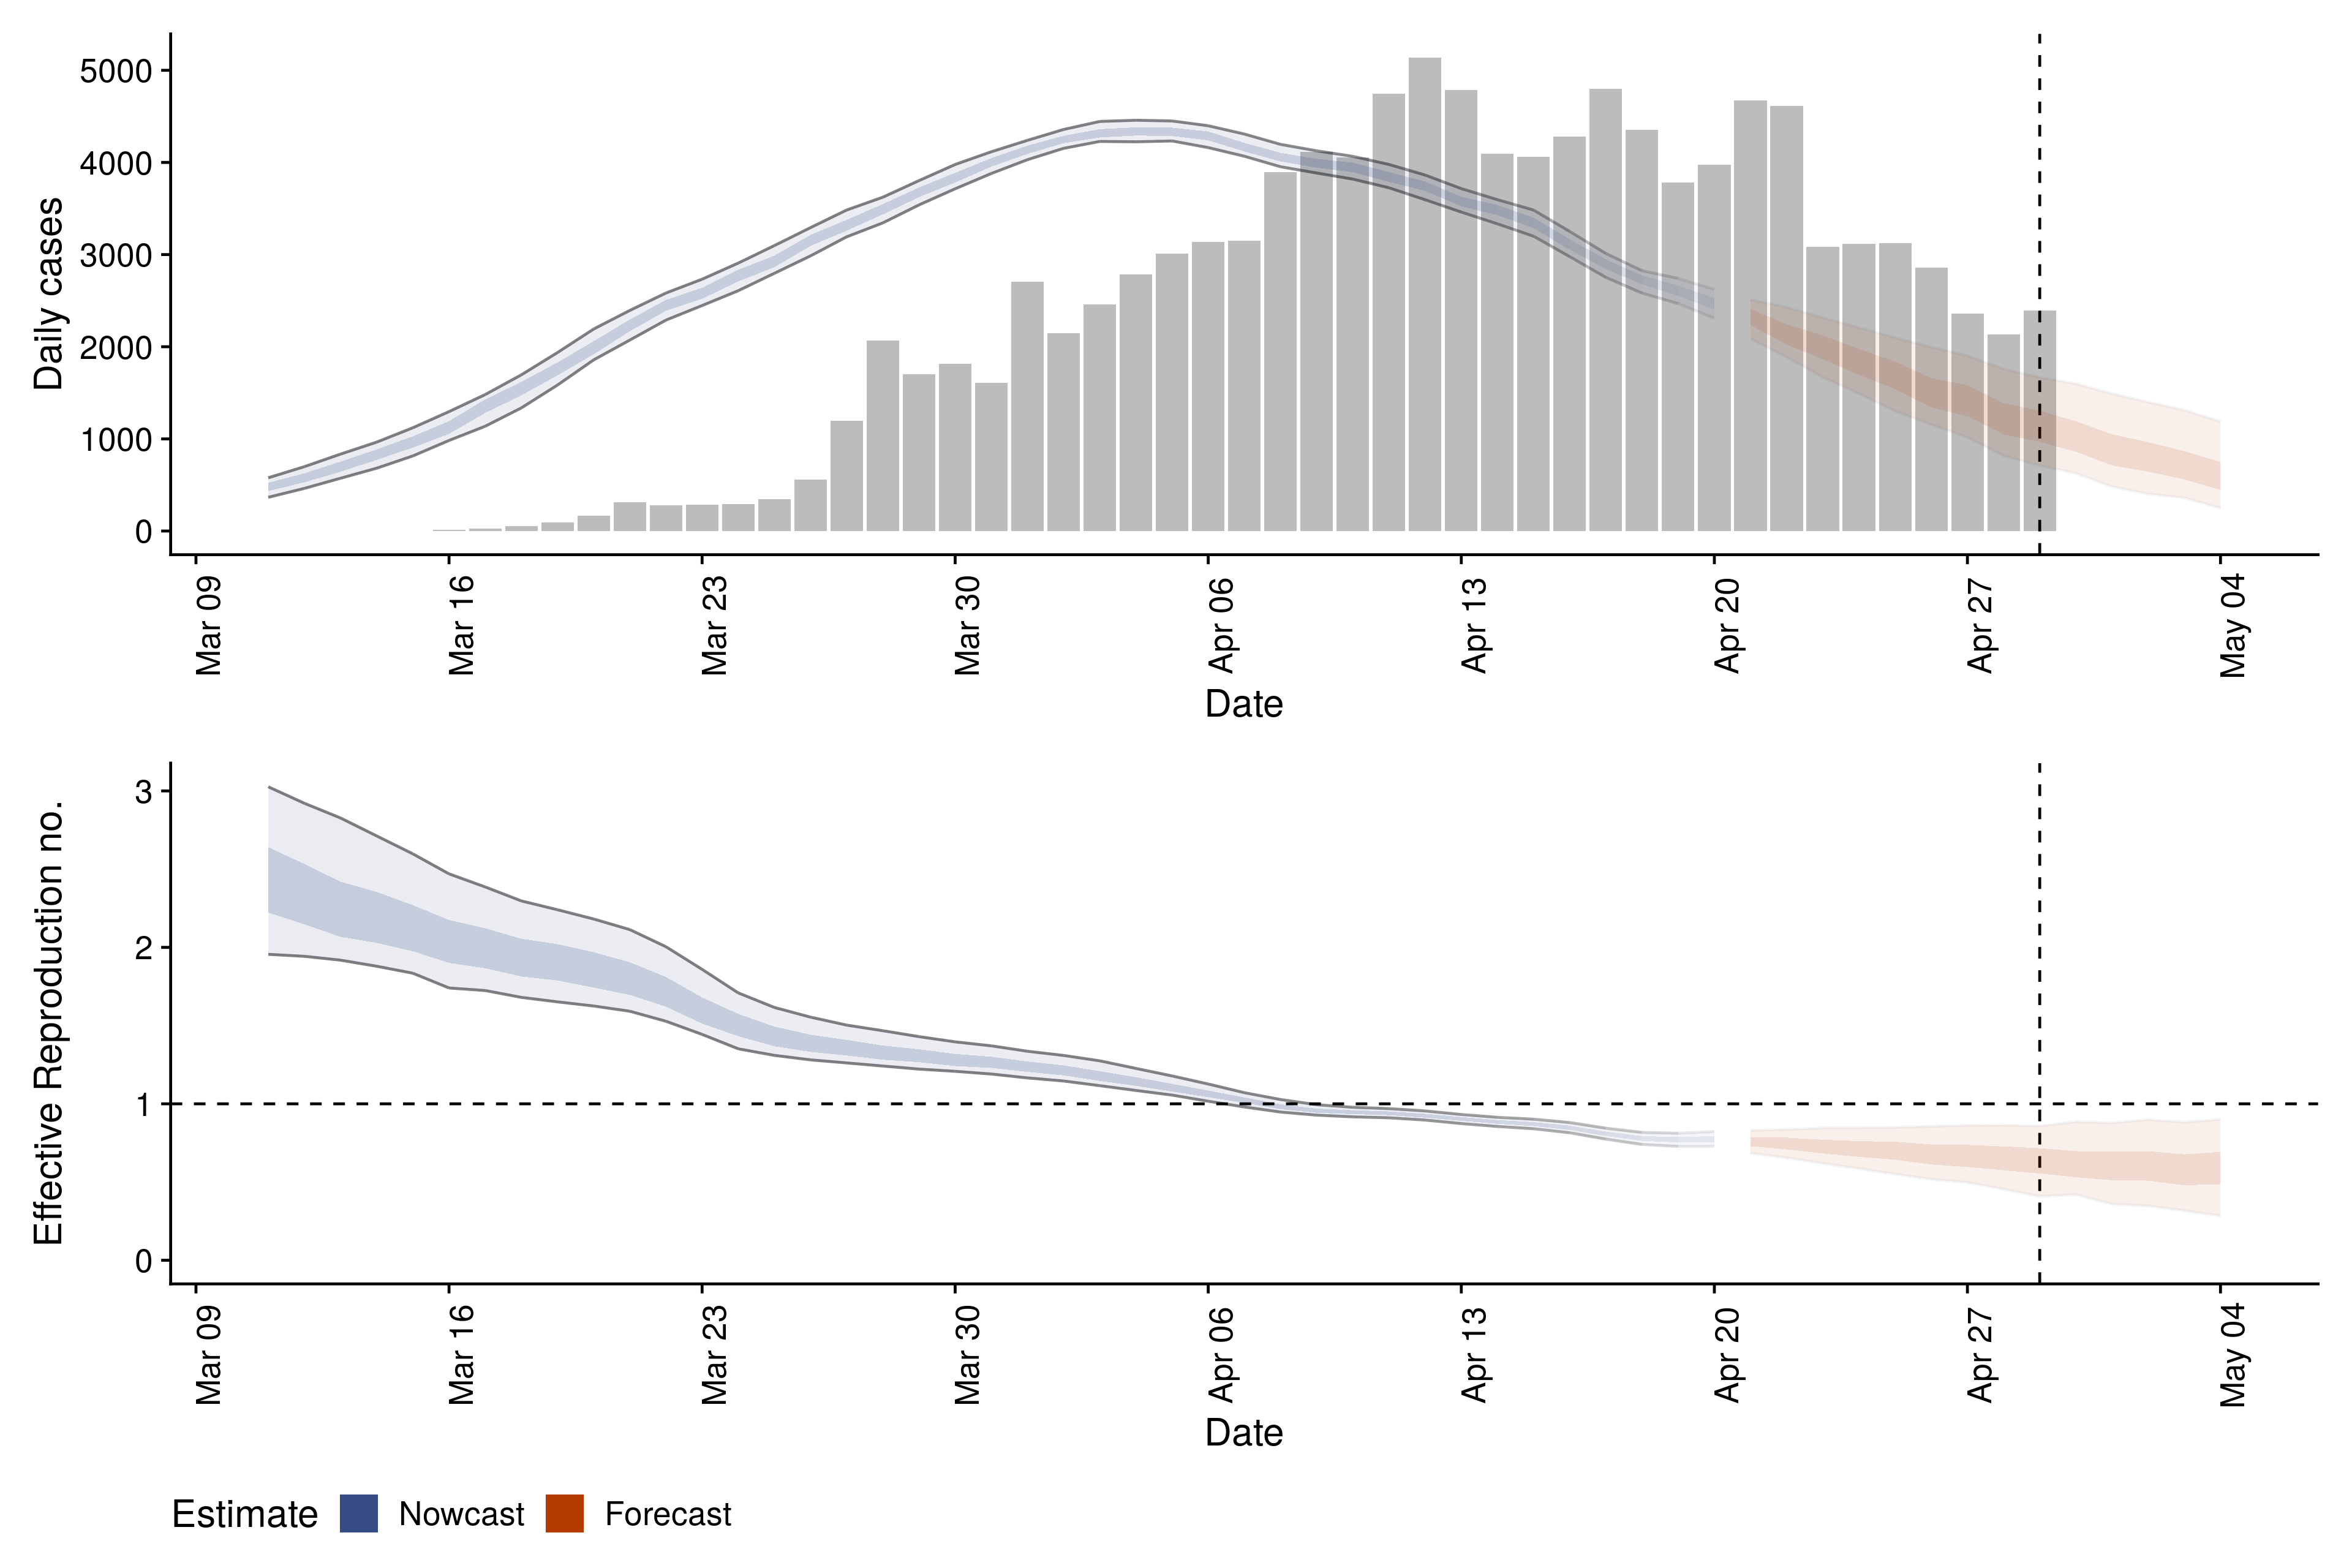 Daily cases
5000
4000
3000
2000
1000
0
Mar 09
Mar 16
Mar 23
Mar 30
Apr 06
Apr 13
Apr 20
Apr 27
May 04
Date
Effective Reproduction no.
3
2
1
0
Mar 09
Mar 16
Mar 23
Mar 30
Apr 06
Apr 13
Apr 20
Apr 27
May 04
Date
Estimate Nowcast Forecast